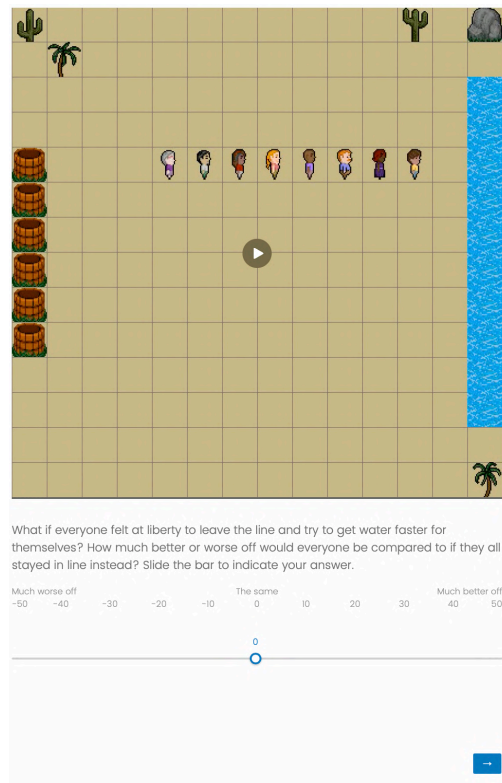 What if everyone felt at liberty to leave the line and try to get water faster for
themselves? How much better or worse off would everyone be compared to if they all
stayed in line instead? Slide the bar to indicate your answer.
Much worse off The same Much better off
-50 -40 -30 -20 -10 0 10 20 30 40 50
0
→